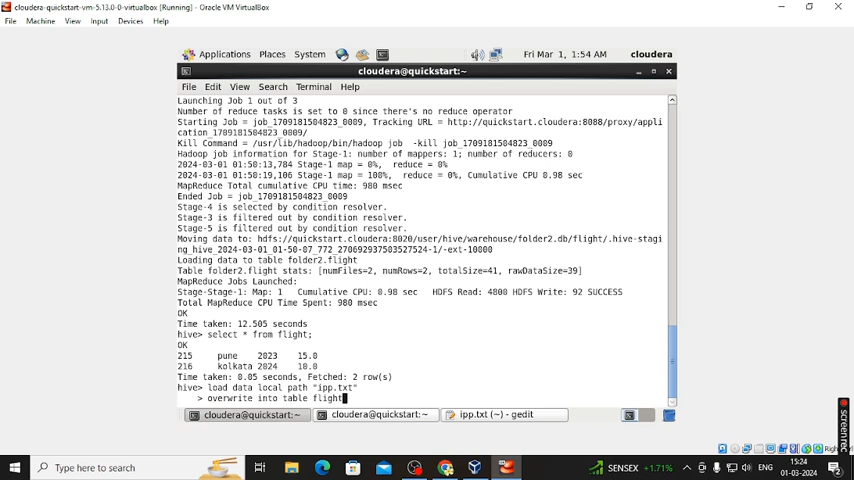 cloudera-quickstart-vm-5.13.0-0-virtualbox [Running] - Oracle VM VirtualBox
File Machine View Input Devices Help
Applications Places System Fri Mar 1, 1:54 AM cloudera
cloudera@quickstart:~
File Edit View Search Terminal Help
Launching Job 1 out of 3
Number of reduce tasks is set to 0 since there's no reduce operator
Starting Job = job_1709181504823_0009, Tracking URL = http://quickstart.cloudera:8088/proxy/appli
cation_1709181504823_0009/
Kill Command = /usr/lib/hadoop/bin/hadoop job  -kill job_1709181504823_0009
Hadoop job information for Stage-1: number of mappers: 1; number of reducers: 0
2024-03-01 01:50:13,784 Stage-1 map = 0%,  reduce = 0%
2024-03-01 01:50:19,106 Stage-1 map = 100%,  reduce = 0%, Cumulative CPU 0.98 sec
MapReduce Total cumulative CPU time: 980 msec
Ended Job = job_1709181504823_0009
Stage-4 is selected by condition resolver.
Stage-3 is filtered out by condition resolver.
Stage-5 is filtered out by condition resolver.
Moving data to: hdfs://quickstart.cloudera:8020/user/hive/warehouse/folder2.db/flight/.hive-stagi
ng_hive_2024-03-01_01-50-07_772_270692937503527524-1/-ext-10000
Loading data to table folder2.flight
Table folder2.flight stats: [numFiles=2, numRows=2, totalSize=41, rawDataSize=39]
MapReduce Jobs Launched:
Stage-Stage-1: Map: 1   Cumulative CPU: 0.98 sec   HDFS Read: 4800 HDFS Write: 92 SUCCESS
Total MapReduce CPU Time Spent: 980 msec
OK
Time taken: 12.505 seconds
hive> select * from flight;
OK
215 pune 2023 15.0
216 kolkata 2024 10.0
Time taken: 0.05 seconds, Fetched: 2 row(s)
hive> load data local path "ipp.txt"
> overwrite into table flight
cloudera@quickstart:~ cloudera@quickstart:~ ipp.txt (~) - gedit
screenrec
Type here to search SENSEX +1.71% ENG 15:24
01-03-2024 2